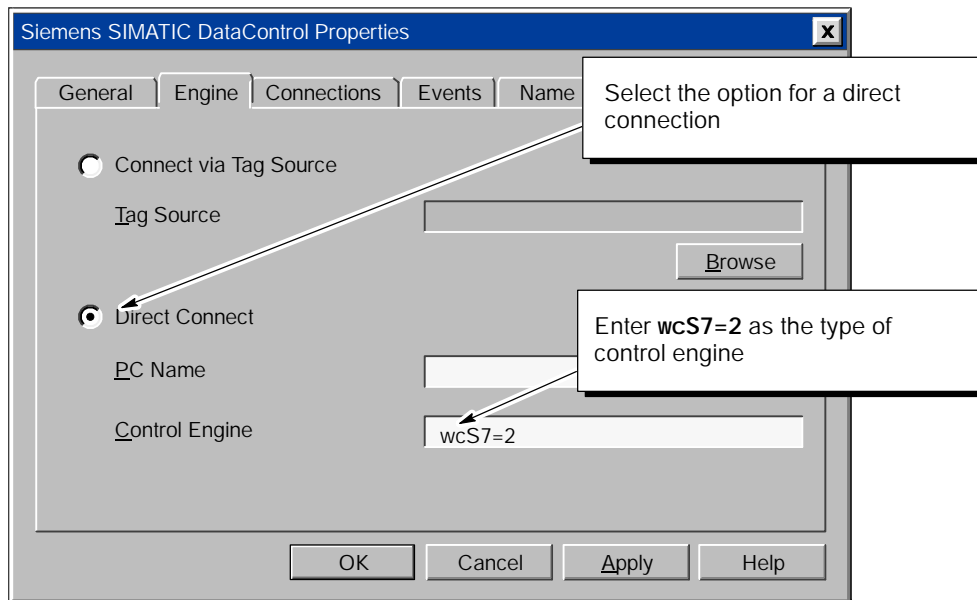 Siemens SIMATIC DataControl Properties
General Engine Connections Events Name
Select the option for a direct
connection
Connect via Tag Source
Tag Source
Browse
Direct Connect
Enter wcS7=2 as the type of
control engine
PC Name
Control Engine
wcS7=2
OK Cancel Apply Help